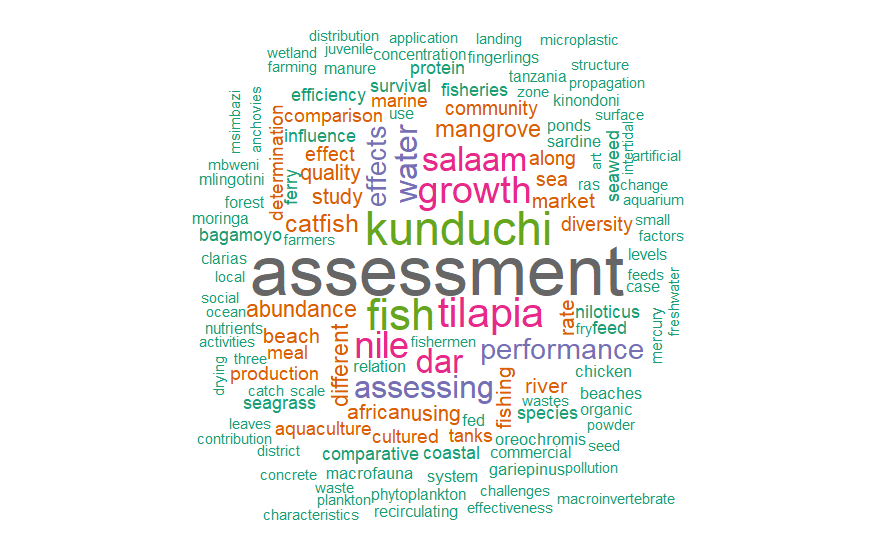 distribution application landing microplastic
wetland juvenile concentration fingerlings structure
farming manure protein tanzania propagation
efficiency survival fisheries zone kinondoni
msimbazi anchovies comparison marine use community surface
influence mangrove ponds sardine
determination effects water
mbweni effect salaam along art seaweed intertidal artificial
mlingotini ferry quality growth sea ras change
forest study market aquarium
moringa catfish kunduchi diversity small
bagamoyo farmers factors
clarias assessment levels
local feeds case
social abundance fish tilapia rate niloticus mercury freshwater
ocean
nutrients beach different nile fishermen fry feed
activities
drying three meal relation dar performance
production assessing chicken
catch scale fishing river beaches
seagrass african using wastes organic
leaves fed species powder
contribution aquaculture cultured tanks oreochromis seed
district comparative coastal commercial
concrete macrofauna system gariepinus pollution
waste plankton phytoplankton challenges macroinvertebrate
characteristics recirculating effectiveness